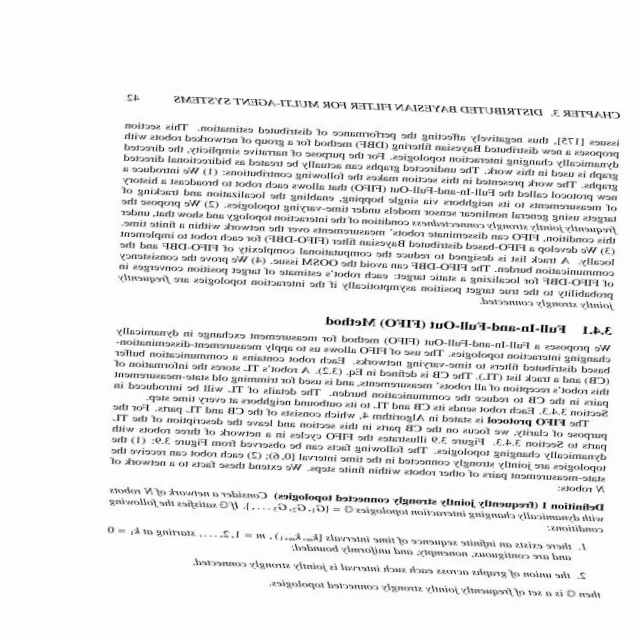 CHAPTER 3. DISTRIBUTED BAYESIAN FILTER FOR MULTI-AGENT SYSTEMS 42
issues [175], thus negatively affecting the performance of distributed estimation. This section
proposes a new distributed Bayesian filtering (DBF) method for a group of networked robots with
dynamically changing interaction topologies. For the purpose of narrative simplicity, the directed
graph is used in this work. The undirected graphs can actually be treated as bidirectional directed
graphs. The work presented in this section makes the following contributions: (1) We introduce a
new protocol called the Full-In-and-Full-Out (FIFO) that allows each robot to broadcast a history
of measurements to its neighbors via single hopping, enabling the localization and tracking of
targets using general nonlinear sensor models under time-varying topologies. (2) We propose the
frequently jointly strongly connectedness condition of the interaction topology and show that, under
this condition, FIFO can disseminate robots' measurements over the network within a finite time.
(3) We develop a FIFO-based distributed Bayesian filter (FIFO-DBF) for each robot to implement
locally. A track list is designed to reduce the computational complexity of FIFO-DBF and the
communication burden. The FIFO-DBF can avoid the OOSM issue. (4) We prove the consistency
of FIFO-DBF for localizing a static target: each robot's estimate of target position converges in
probability to the true target position asymptotically if the interaction topologies are frequently
jointly strongly connected.
3.4.1 Full-In-and-Full-Out (FIFO) Method
We proposes a Full-In-and-Full-Out (FIFO) method for measurement exchange in dynamically
changing interaction topologies. The use of FIFO allows us to apply measurement-dissemination-
based distributed filters to time-varying networks. Each robot contains a communication buffer
(CB) and a track list (TL). The CB is defined in Eq. (3.2). A robot's TL stores the information of
this robot's reception of all robots' measurements, and is used for trimming old state-measurement
pairs in the CB to reduce the communication burden. The details of TL will be introduced in
Section 3.4.3. Each robot sends its CB and TL to its outbound neighbors at every time step.
The FIFO protocol is stated in Algorithm 4, which consists of the CB and TL parts. For the
purpose of clarity, we focus on the CB parts in this section and leave the description of the TL
parts to Section 3.4.3. Figure 3.9 illustrates the FIFO cycles in a network of three robots with
dynamically changing topologies. The following facts can be observed from Figure 3.9: (1) the
topologies are jointly strongly connected in the time interval [0, 6); (2) each robot can receive the
state-measurement pairs of other robots within finite steps. We extend these facts to a network of
N robots:
Definition 1 (frequently jointly strongly connected topologies) Consider a network of N robots
with dynamically changing interaction topologies 𝔾 = {G₁, G₂, G₃, . . . , }. If 𝔾 satisfies the following
conditions:
1. there exists an infinite sequence of time intervals [kₘ, kₘ₊₁) , m = 1, 2, . . . , starting at k₁ = 0
and are contiguous, nonempty, and uniformly bounded;
2. the union of graphs across each such interval is jointly strongly connected,
then 𝔾 is a set of frequently jointly strongly connected topologies.